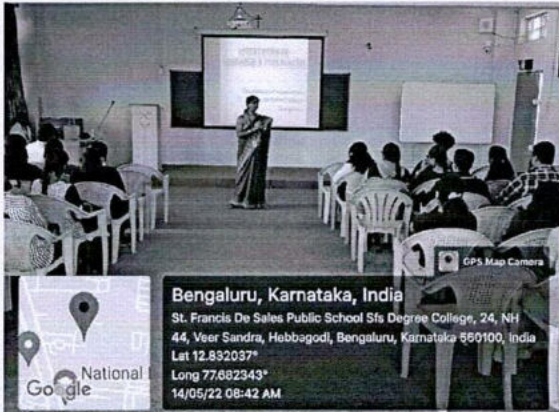 GPS Map Camera
Bengaluru, Karnataka, India
St. Francis De Sales Public School Sfs Degree College, 24, NH
44, Veer Sandra, Hebbagodi, Bengaluru, Karnataka 560100, India
Lat 12.832037°
Long 77.682343°
14/05/22 08:42 AM
National
Google